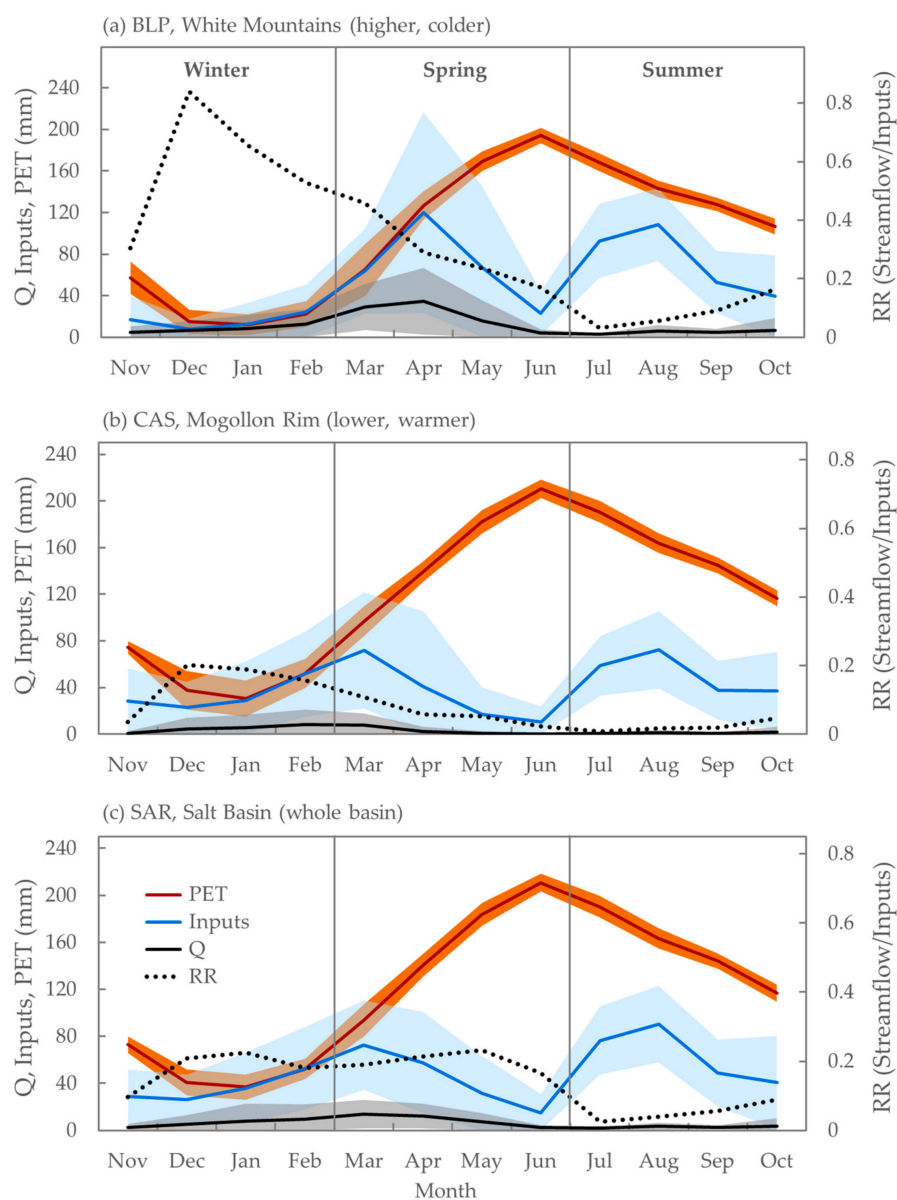 (a) BLP, White Mountains (higher, colder)
Winter Spring Summer
Q, Inputs, PET (mm)
240
200
160
120
80
40
0
0.8
0.6
0.4
0.2
0
RR (Streamflow/Inputs)
Nov Dec Jan Feb Mar Apr May Jun Jul Aug Sep Oct
(b) CAS, Mogollon Rim (lower, warmer)
Q, Inputs, PET (mm)
240
200
160
120
80
40
0
0.8
0.6
0.4
0.2
0
RR (Streamflow/Inputs)
Nov Dec Jan Feb Mar Apr May Jun Jul Aug Sep Oct
(c) SAR, Salt Basin (whole basin)
Q, Inputs, PET (mm)
240
200
160
120
80
40
0
PET
Inputs
Q
RR
0.8
0.6
0.4
0.2
0
RR (Streamflow/Inputs)
Nov Dec Jan Feb Mar Apr May Jun Jul Aug Sep Oct
Month